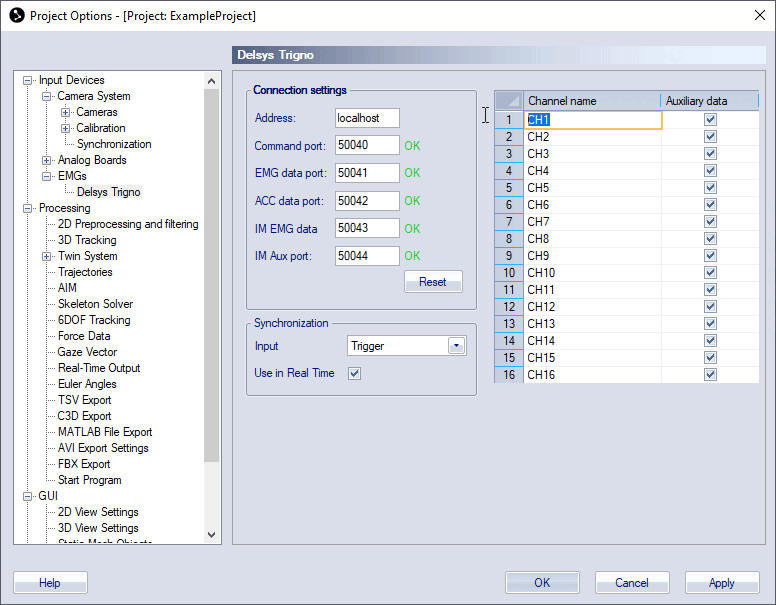 Project Options - [Project: ExampleProject]
Delsys Trigno
Input Devices
Camera System
Cameras
Calibration
Synchronization
Analog Boards
EMGs
Delsys Trigno
Processing
2D Preprocessing and filtering
3D Tracking
Twin System
Trajectories
AIM
Skeleton Solver
6DOF Tracking
Force Data
Gaze Vector
Real-Time Output
Euler Angles
TSV Export
C3D Export
MATLAB File Export
AVI Export Settings
FBX Export
Start Program
GUI
2D View Settings
3D View Settings
Static Mesh Objects
Connection settings
Address: localhost
Command port: 50040 OK
EMG data port: 50041 OK
ACC data port: 50042 OK
IM EMG data 50043 OK
IM Aux port: 50044 OK
Reset
Synchronization
Input Trigger
Use in Real Time
Channel name Auxiliary data
1 CH1
2 CH2
3 CH3
4 CH4
5 CH5
6 CH6
7 CH7
8 CH8
9 CH9
10 CH10
11 CH11
12 CH12
13 CH13
14 CH14
15 CH15
16 CH16
Help OK Cancel Apply